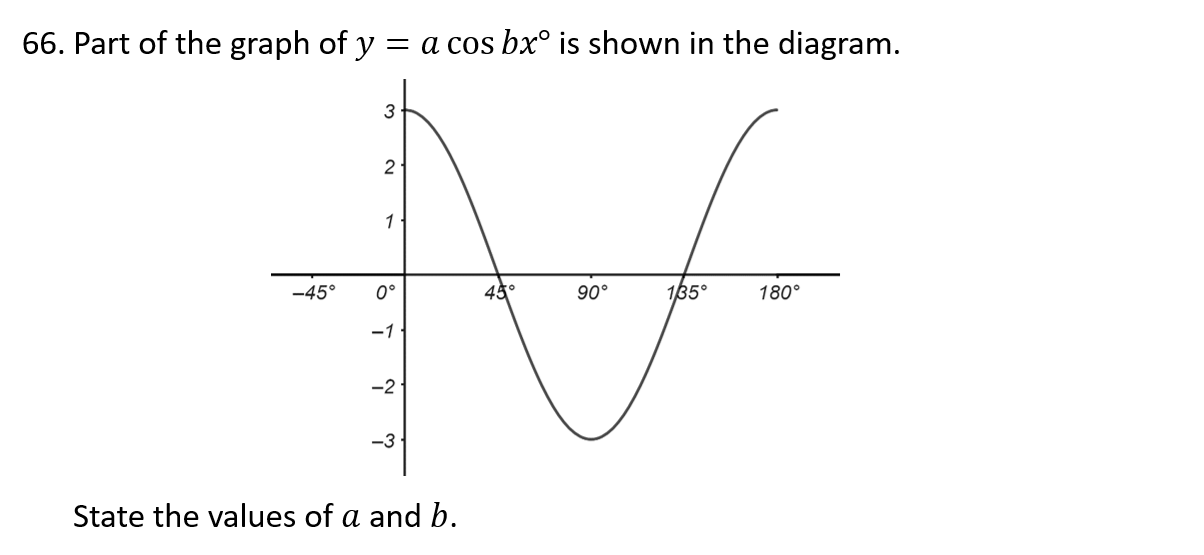 66. Part of the graph of y = a cos bx° is shown in the diagram.
3
2
1
−45° 0° 45° 90° 135° 180°
−1
−2
−3
State the values of a and b.